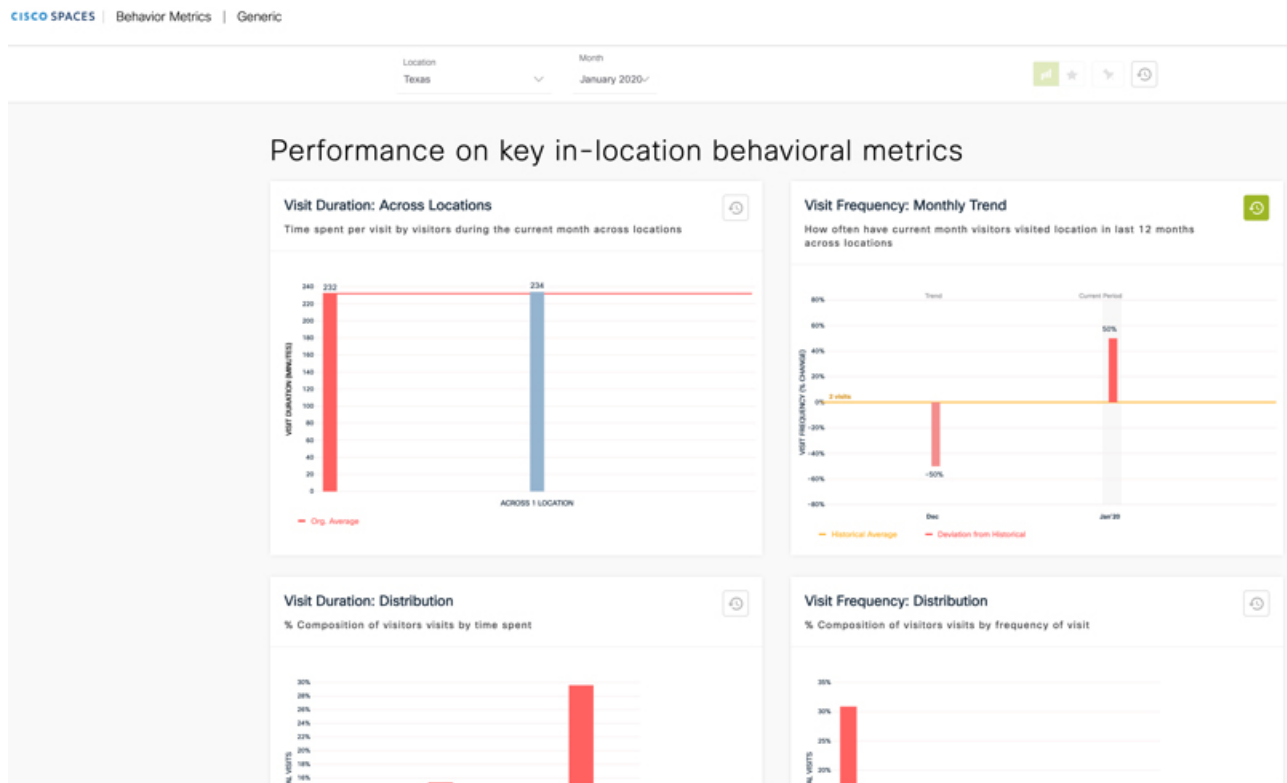 CISCO SPACES | Behavior Metrics | Generic
Location
Texas
Month
January 2020
Performance on key in-location behavioral metrics
Visit Duration: Across Locations
Time spent per visit by visitors during the current month across locations
240
220
200
180
160
140
120
100
80
60
40
20
0
VISIT DURATION (MINUTES)
232
234
ACROSS 1 LOCATION
Org. Average
Visit Frequency: Monthly Trend
How often have current month visitors visited location in last 12 months
across locations
Trend
Current Period
80%
60%
40%
20%
0%
-20%
-40%
-60%
-80%
VISIT FREQUENCY (% CHANGE)
2 visits
50%
-50%
Dec
Jan'20
Historical Average
Deviation from Historical
Visit Duration: Distribution
% Composition of visitors visits by time spent
30%
28%
26%
24%
22%
20%
18%
16%
VISITS
Visit Frequency: Distribution
% Composition of visitors visits by frequency of visit
35%
30%
25%
20%
VISITS